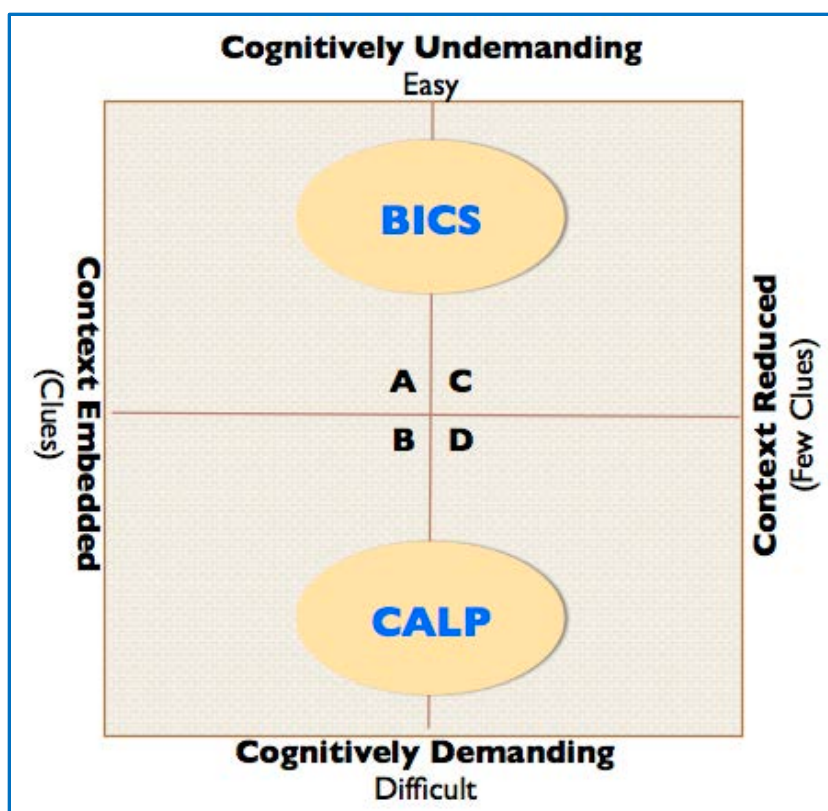 Cognitively Undemanding
Easy
BICS
Context Embedded
(Clues)
A C
B D
Context Reduced
(Few Clues)
CALP
Cognitively Demanding
Difficult